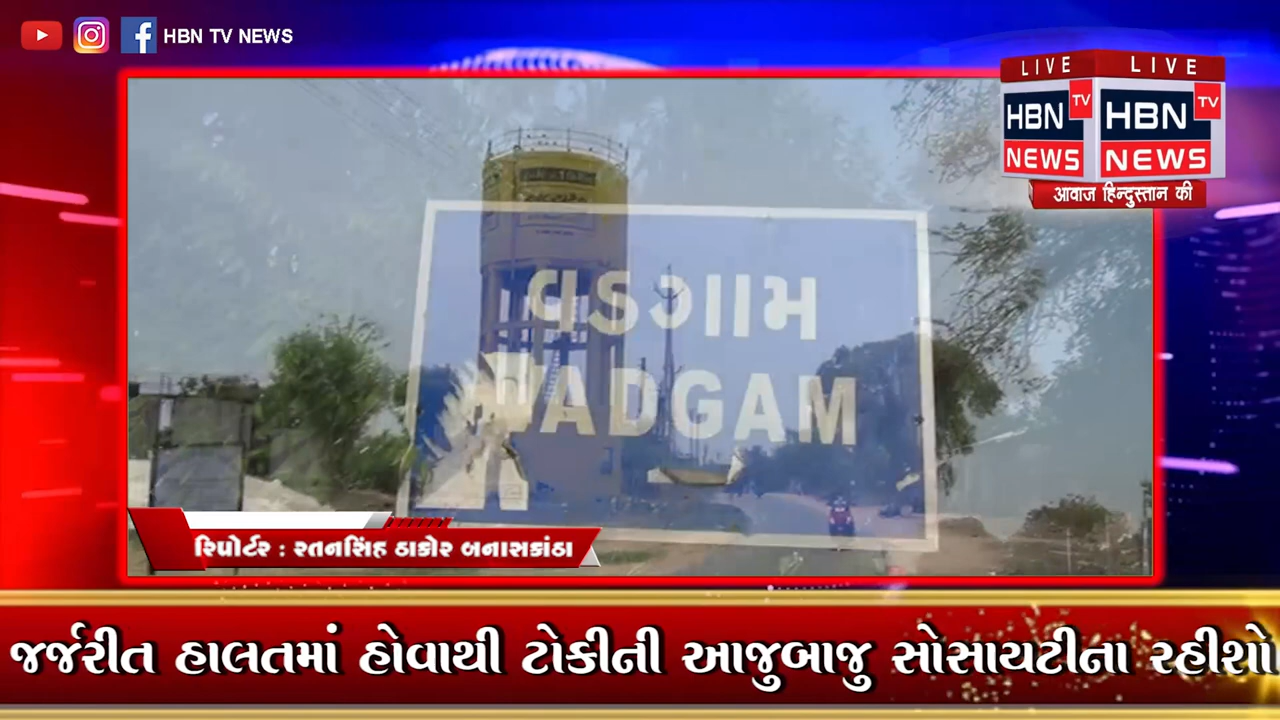 HBN TV NEWS
LIVE LIVE
HBN TV HBN TV
NEWS NEWS
आवाज हिन्दुस्तान की
વડગામ
VADGAM
રિપોર્ટર : રતનસિંહ ઠાકોર બનાસકાંઠા
જર્જરીત હાલતમાં હોવાથી ટોકીની આજુબાજુ સોસાયટીના રહીશો